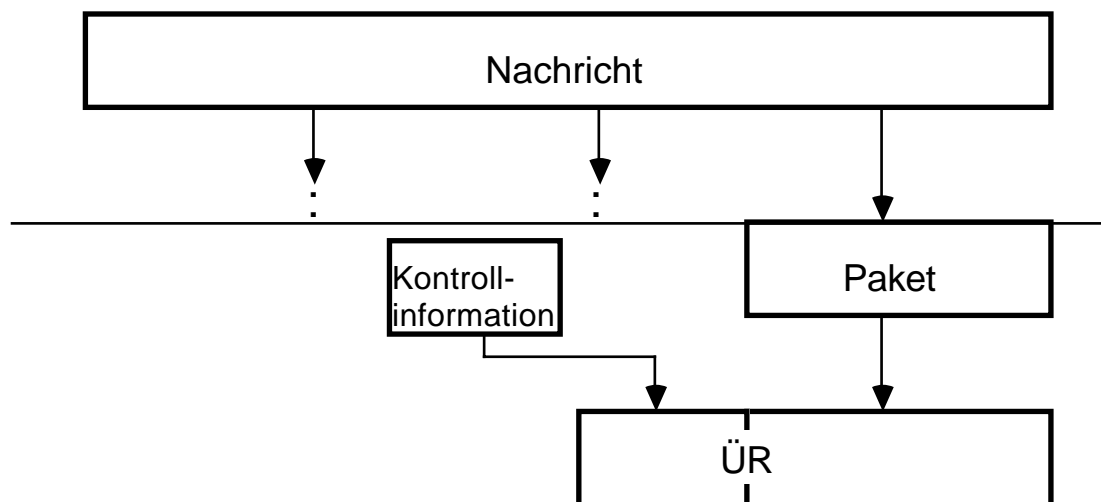 Nachricht
:
:
Kontroll-
information
Paket
ÜR